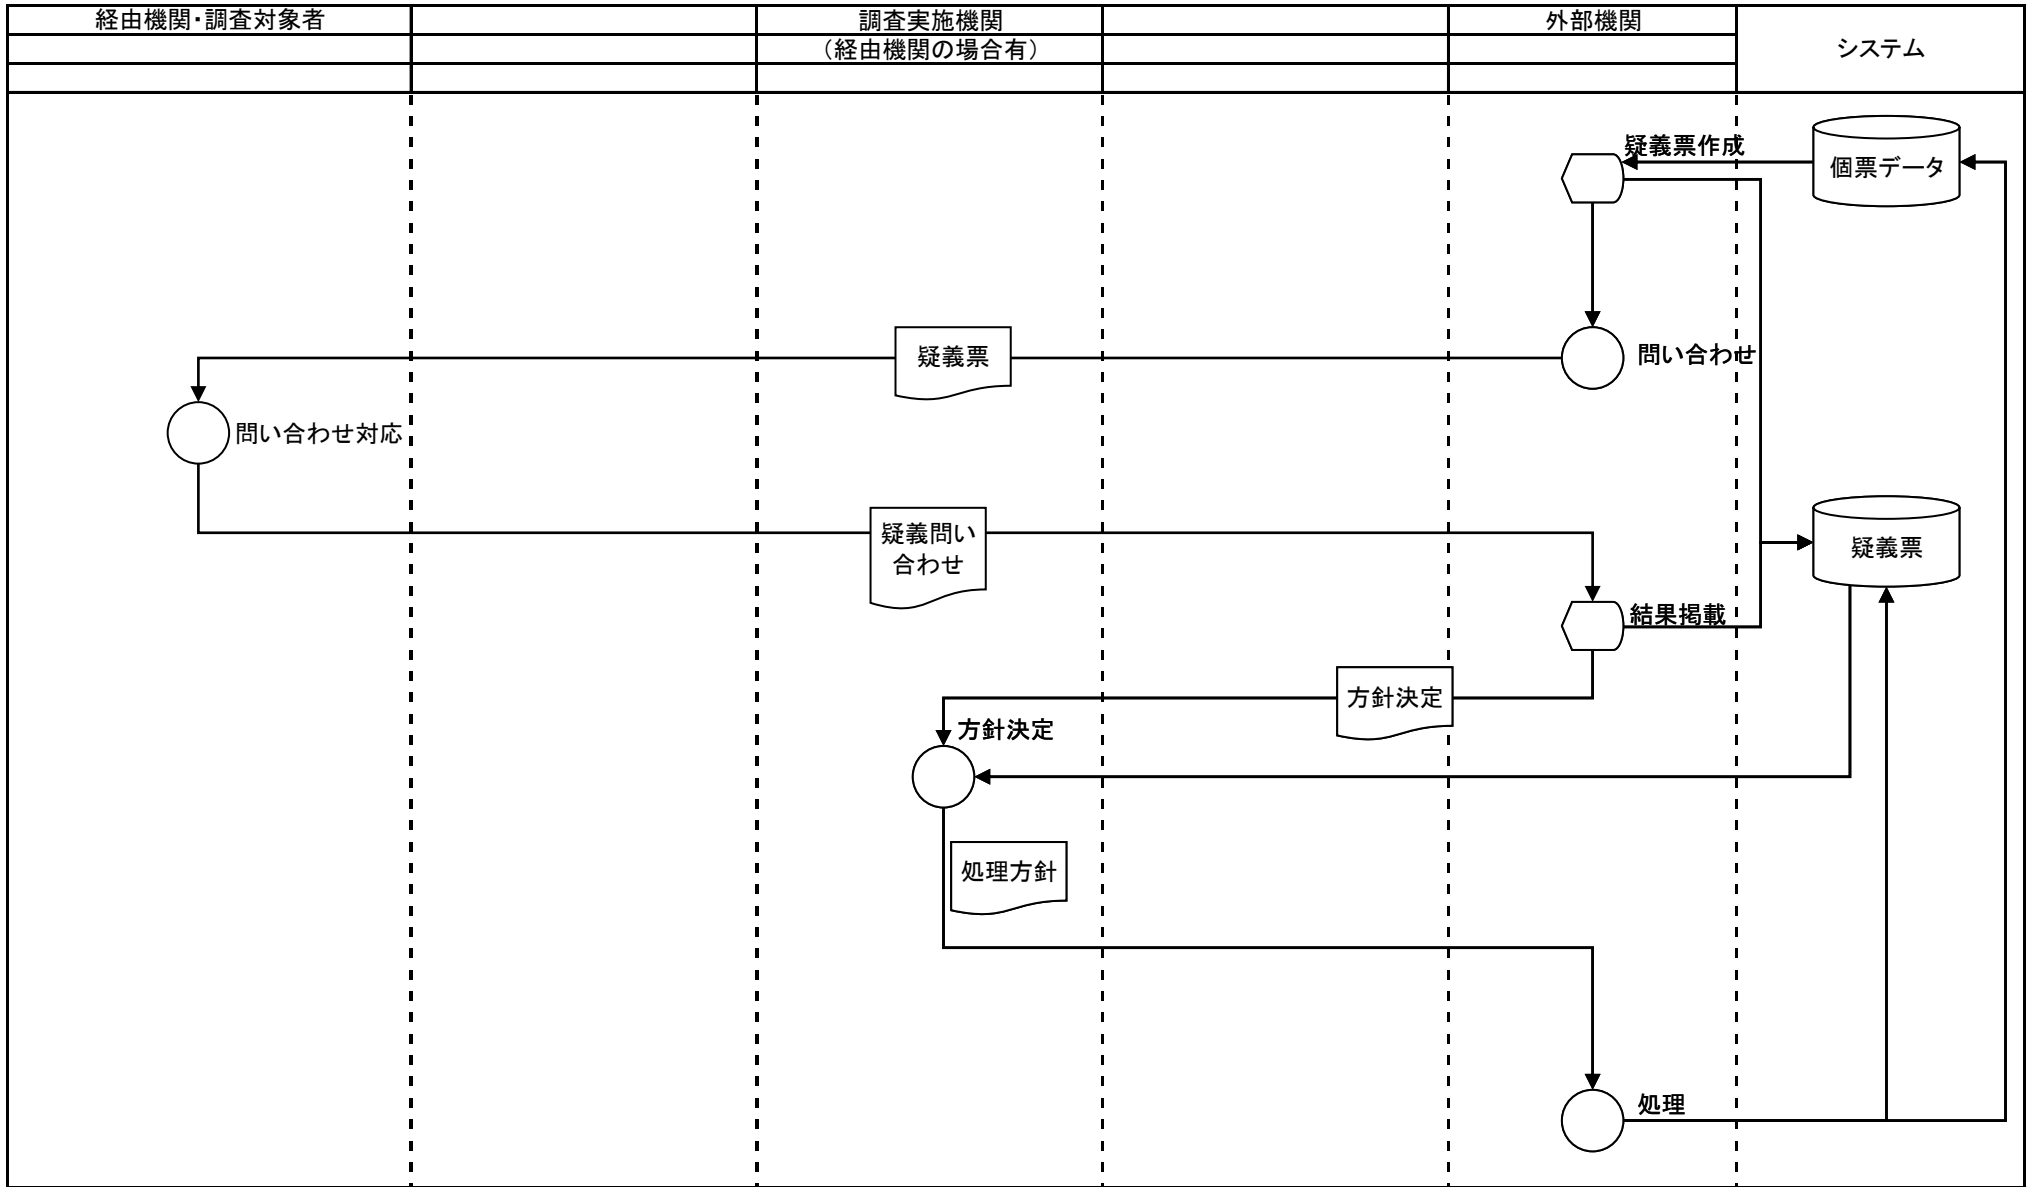 経由機関・調査対象者
調査実施機関
（経由機関の場合有）
外部機関
システム
疑義票作成
個票データ
疑義票
問い合わせ
問い合わせ対応
疑義問い
合わせ
疑義票
結果掲載
方針決定
方針決定
処理方針
処理